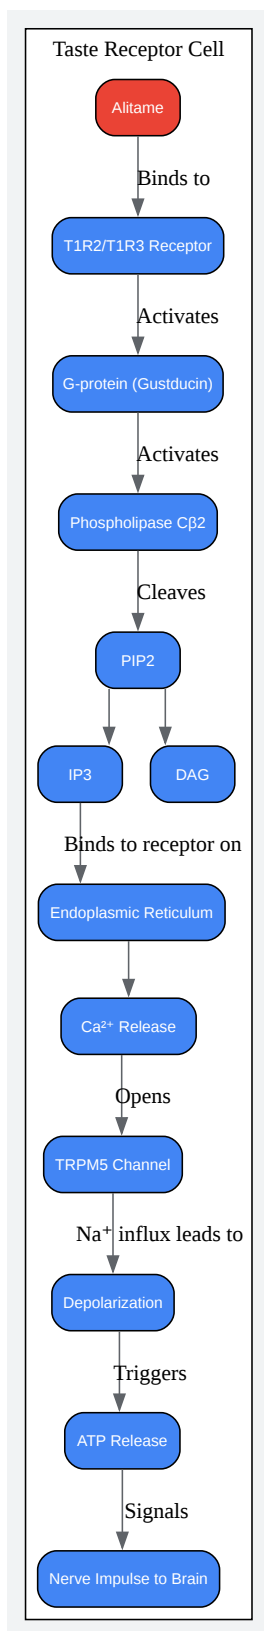 Taste Receptor Cell
Alitame
Binds to
T1R2/T1R3 Receptor
Activates
G-protein (Gustducin)
Activates
Phospholipase Cβ2
Cleaves
PIP2
IP3
DAG
Binds to receptor on
Endoplasmic Reticulum
Ca²⁺ Release
Opens
TRPM5 Channel
Na⁺ influx leads to
Depolarization
Triggers
ATP Release
Signals
Nerve Impulse to Brain